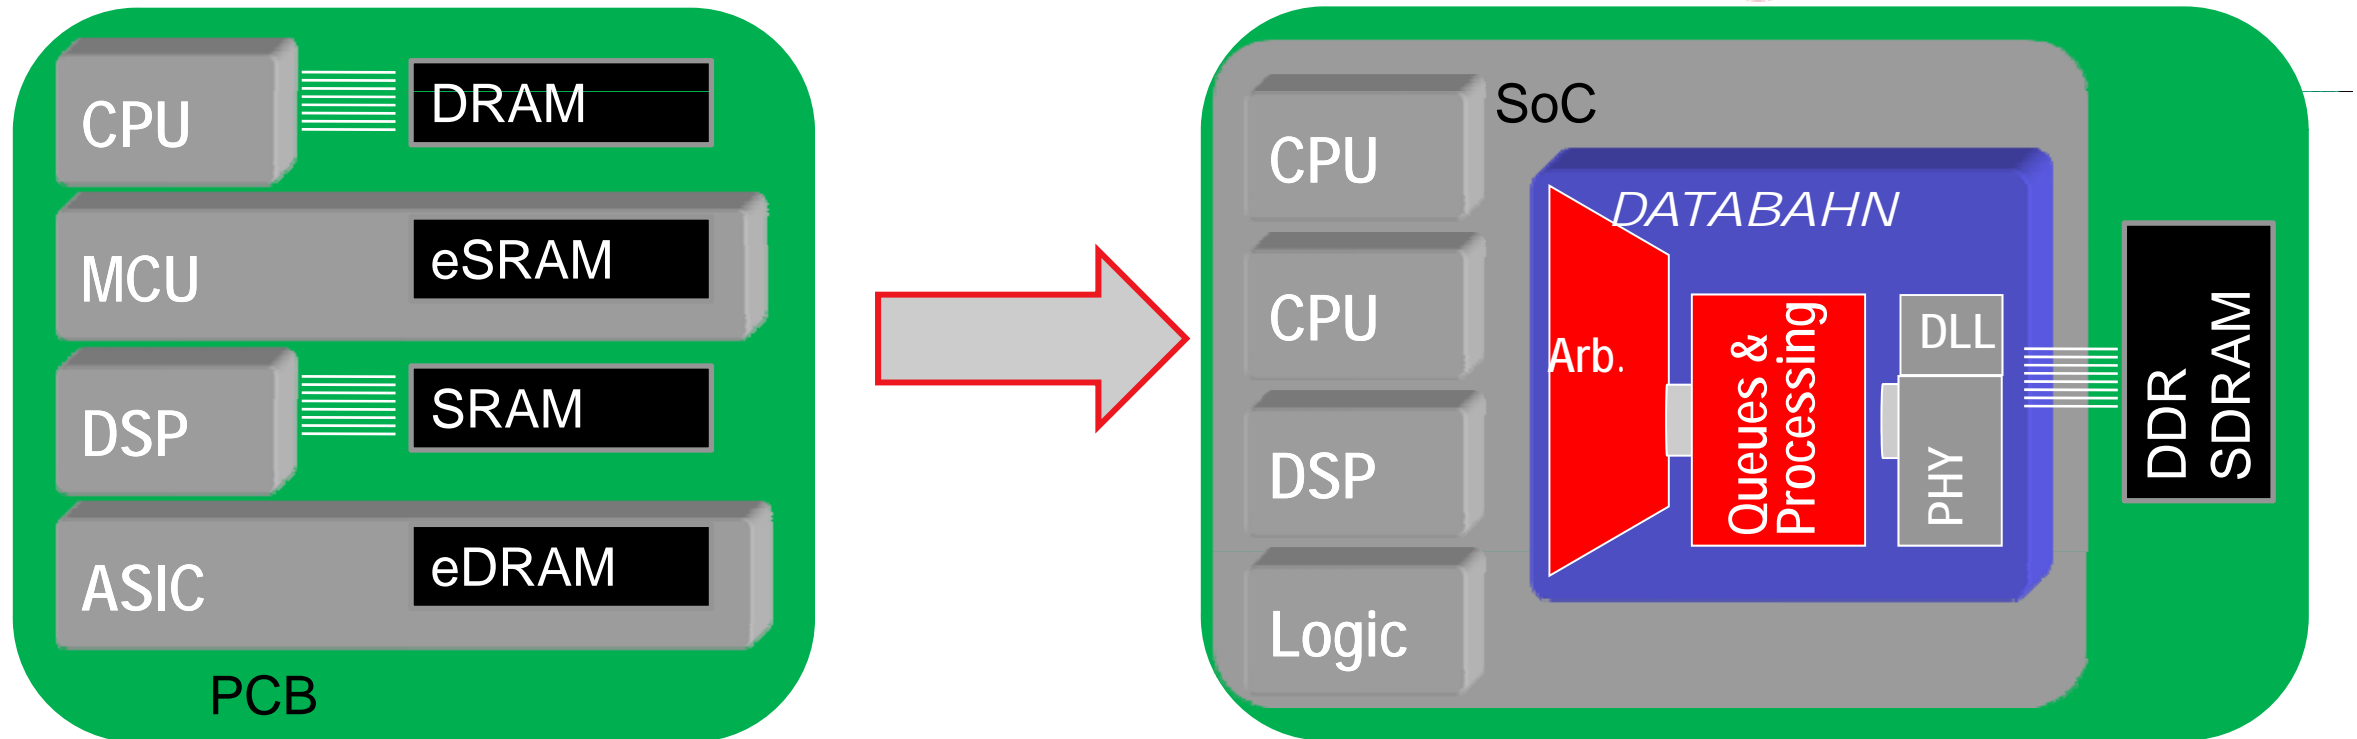 CPU
DRAM
MCU
eSRAM
DSP
SRAM
ASIC
eDRAM
PCB
SoC
CPU
CPU
DSP
Logic
DATABAHN
Arb.
Queues &
Processing
DLL
PHY
DDR
SDRAM